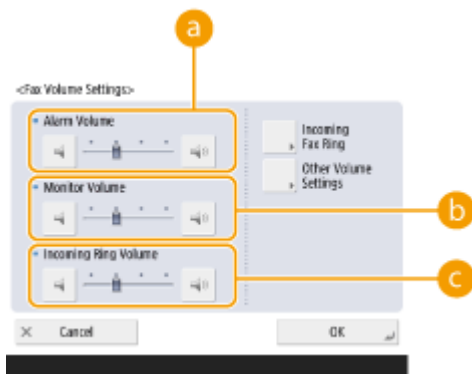 a
<Fax Volume Settings>
Alarm Volume
Incoming
Fax Ring
Other Volume
Settings
Monitor Volume
b
Incoming Ring Volume
c
× Cancel
OK